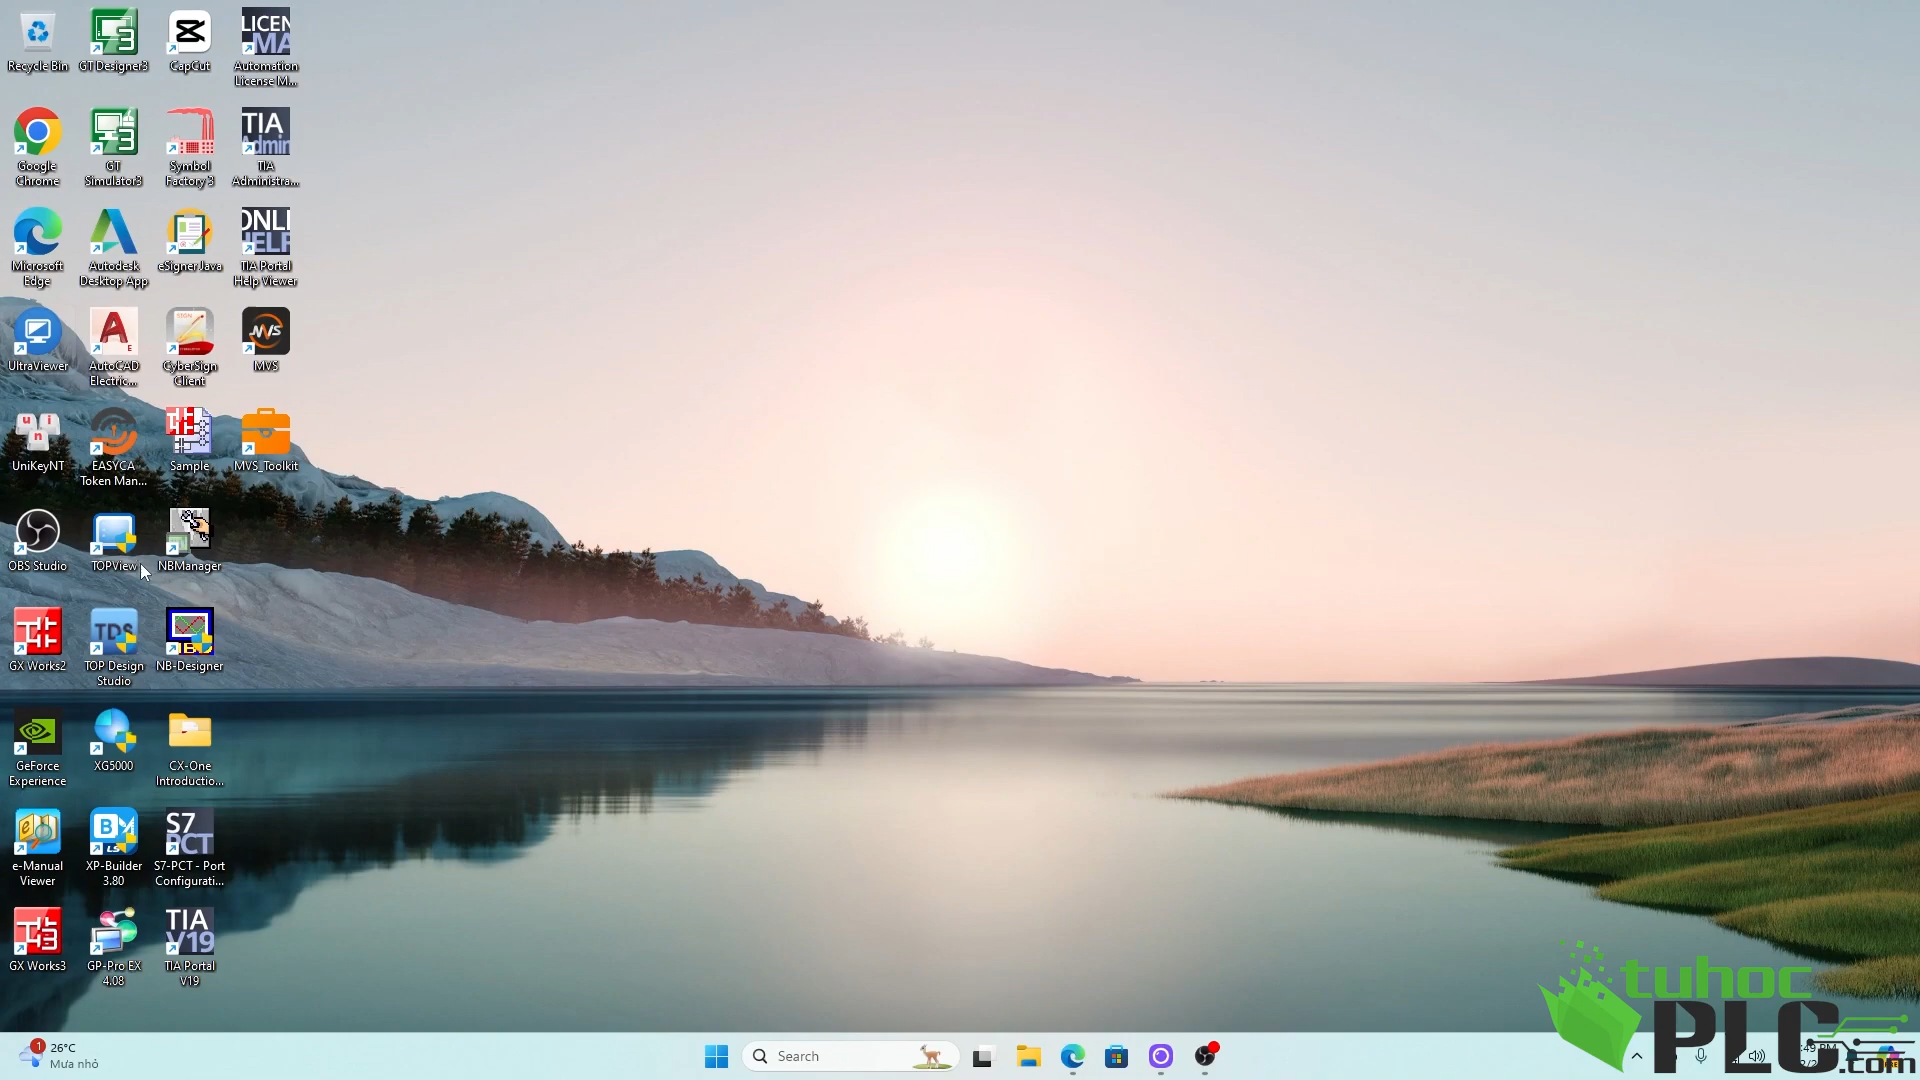 Recycle Bin
GT Designer3
CapCut
Automation
License M...
Google
Chrome
GT
Simulator3
Symbol
Factory 3
TIA
Administra...
Microsoft
Edge
Autodesk
Desktop App
eSigner Java
TIA Portal
Help Viewer
UltraViewer
AutoCAD
Electric...
CyberSign
Client
MVS
UniKeyNT
EASYCA
Token Man...
Sample
MVS_Toolkit
OBS Studio
TOPView
NBManager
GX Works2
TOP Design
Studio
NB-Designer
GeForce
Experience
XG5000
CX-One
Introductio...
e-Manual
Viewer
XP-Builder
3.80
S7-PCT - Port
Configurati...
GX Works3
GP-Pro EX
4.08
TIA Portal
V19
1
26°C
Mưa nhỏ
Search
tuhoc
PLC.com